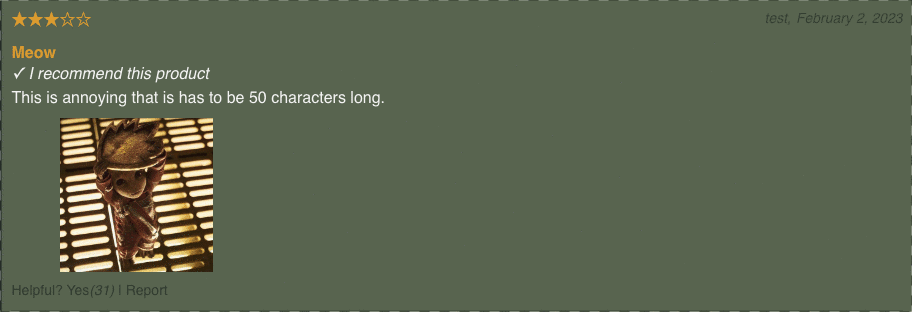 test, February 2, 2023
Meow
✓ I recommend this product
This is annoying that is has to be 50 characters long.
Helpful? Yes(31) | Report